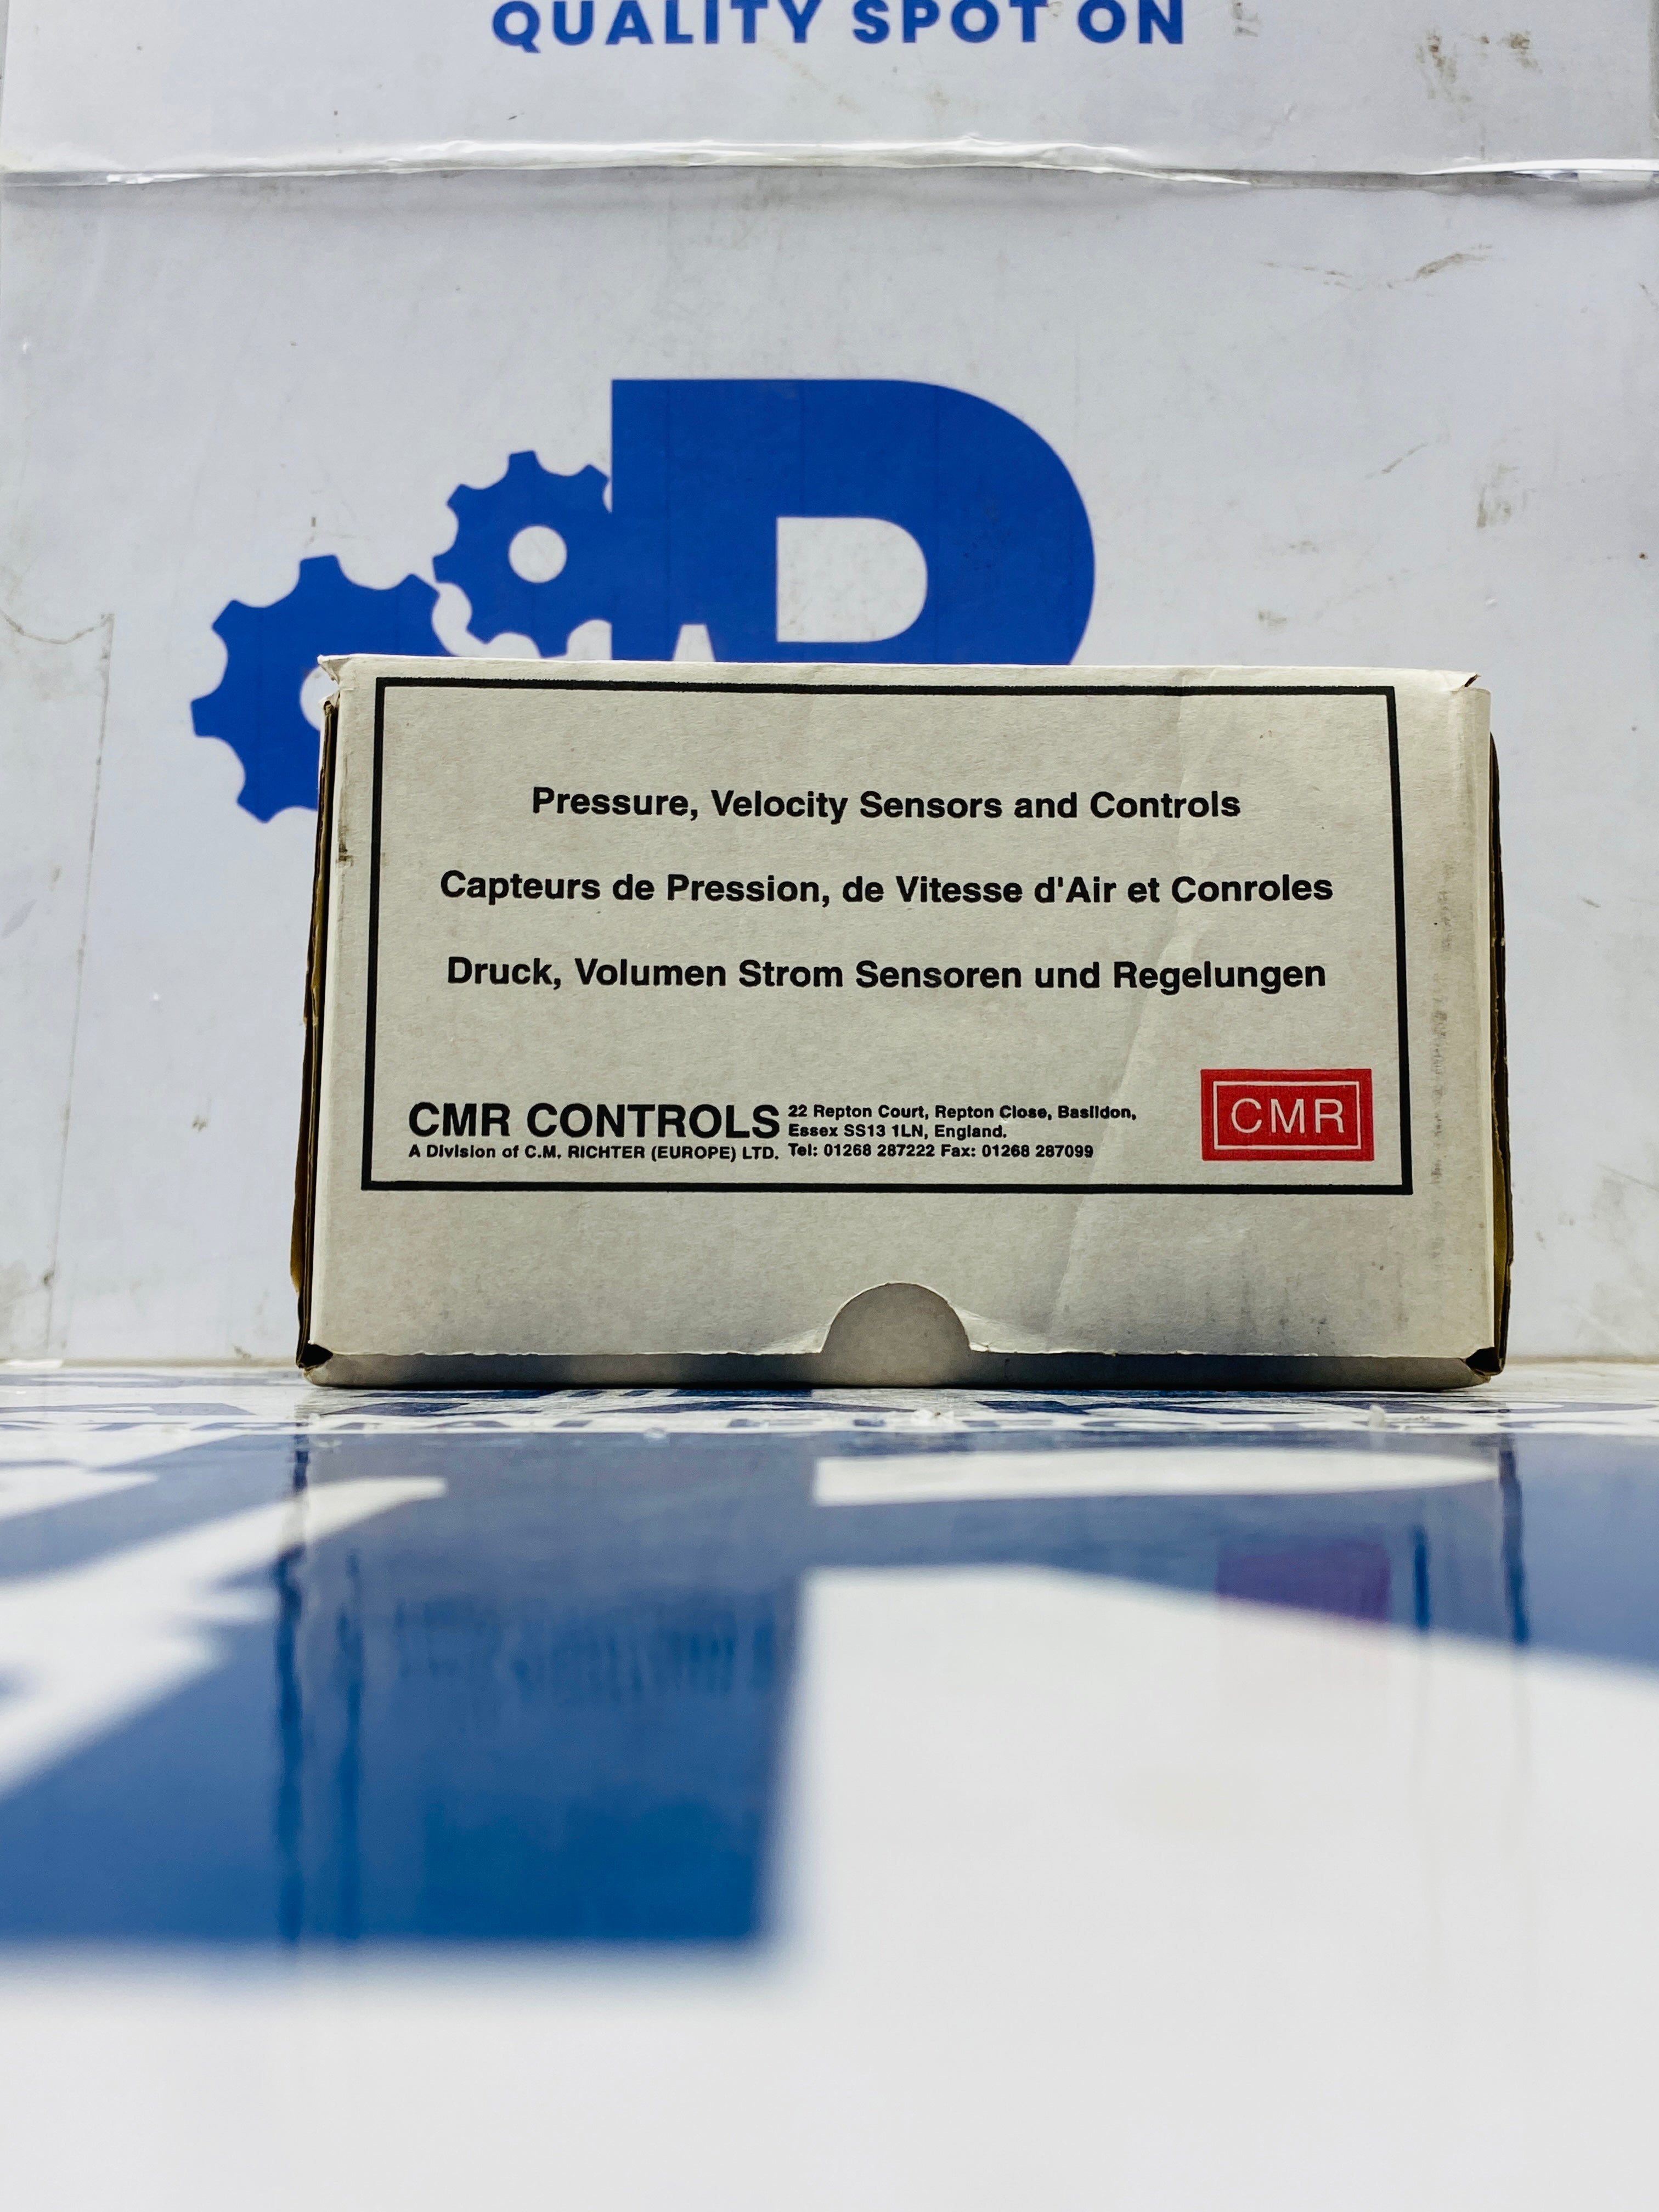 QUALITY SPOT ON
Pressure, Velocity Sensors and Controls
Capteurs de Pression, de Vitesse d'Air et Conroles
Druck, Volumen Strom Sensoren und Regelungen
CMR CONTROLS
A Division of C.M. RICHTER (EUROPE) LTD.
22 Repton Court, Repton Close, Basildon,
Essex SS13 1LN, England.
Tel: 01268 287222 Fax: 01268 287099
CMR